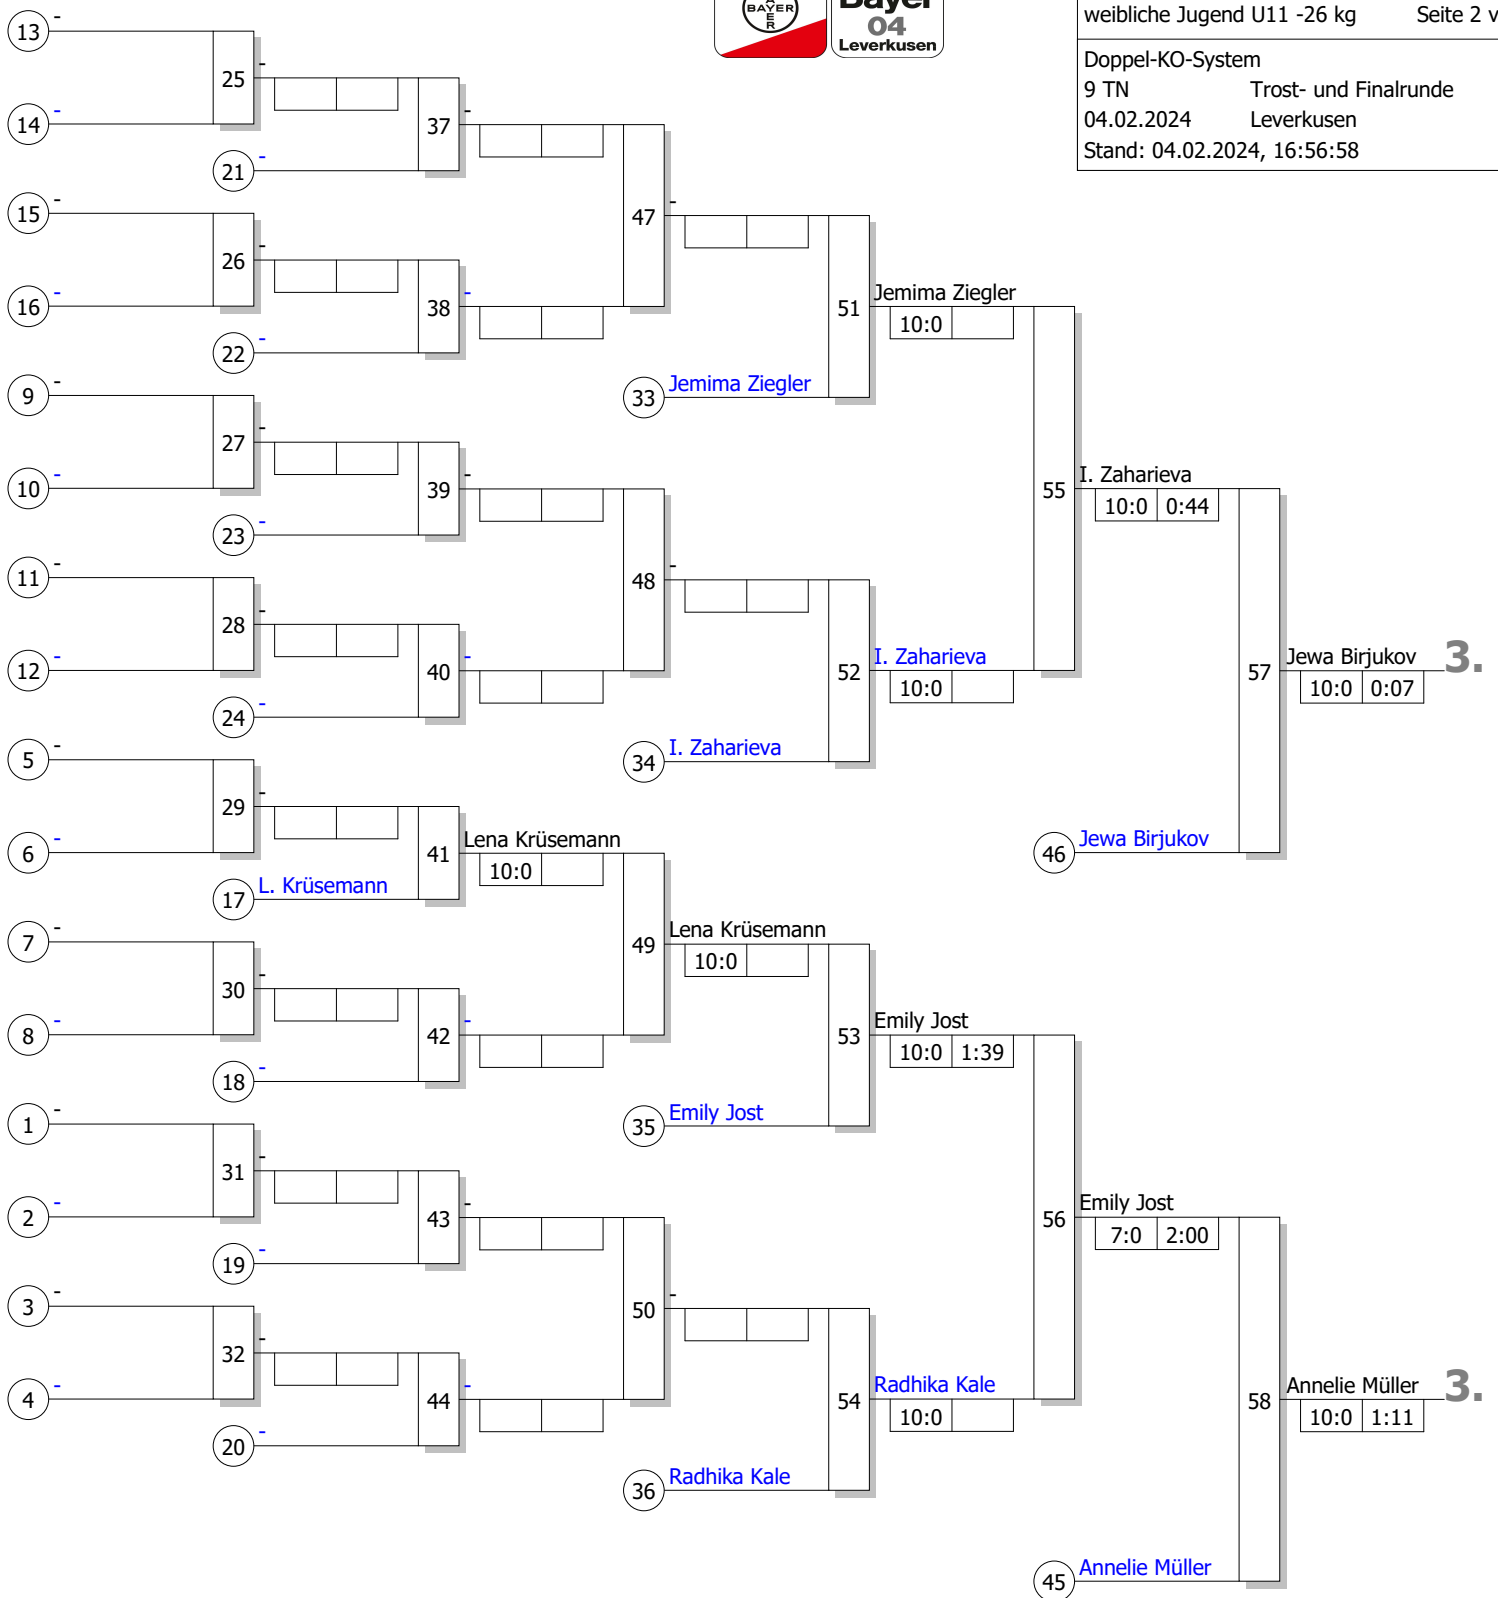 BAYER
Bayer
04
Leverkusen
weibliche Jugend U11 -26 kg Seite 2 v
Doppel-KO-System
9 TN Trost- und Finalrunde
04.02.2024 Leverkusen
Stand: 04.02.2024, 16:56:58
13 -
25 -
14 -
37 -
21 -
15 -
47 -
26 -
16 -
38 -
51 Jemima Ziegler
10:0
22 -
33 Jemima Ziegler
9 -
27 -
10 -
39 -
55 I. Zaharieva
10:0 0:44
23 -
11 -
48 -
28 -
12 -
40 -
52 I. Zaharieva
10:0
57 Jewa Birjukov 3.
10:0 0:07
24 -
34 I. Zaharieva
5 -
29 -
6 -
41 Lena Krüsemann
10:0
46 Jewa Birjukov
17 L. Krüsemann
7 -
49 Lena Krüsemann
10:0
30 -
8 -
42 -
53 Emily Jost
10:0 1:39
18 -
35 Emily Jost
1 -
31 -
2 -
43 -
56 Emily Jost
7:0 2:00
19 -
3 -
50 -
32 -
4 -
44 -
54 Radhika Kale
10:0
58 Annelie Müller 3.
10:0 1:11
20 -
36 Radhika Kale
45 Annelie Müller